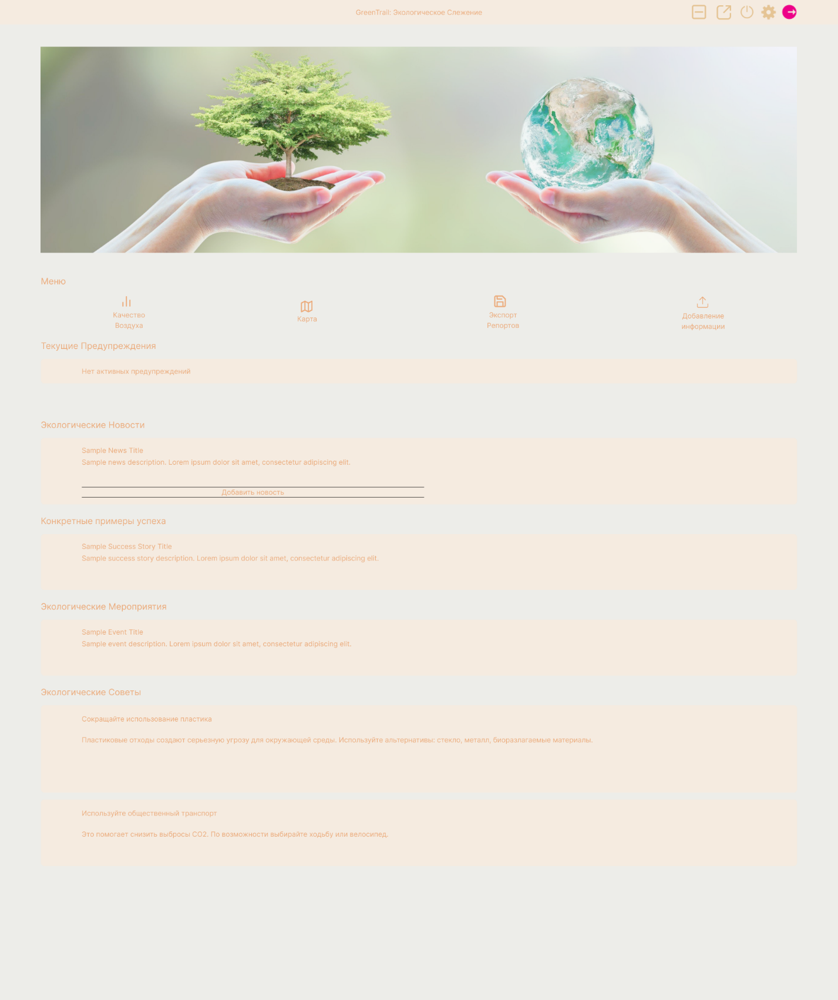 GreenTrail: Экологическое Слежение
Меню
Качество
Воздуха
Карта
Экспорт
Репортов
Добавление
информации
Текущие Предупреждения
Нет активных предупреждений
Экологические Новости
Sample News Title
Sample news description. Lorem ipsum dolor sit amet, consectetur adipiscing elit.
Добавить новость
Конкретные примеры успеха
Sample Success Story Title
Sample success story description. Lorem ipsum dolor sit amet, consectetur adipiscing elit.
Экологические Мероприятия
Sample Event Title
Sample event description. Lorem ipsum dolor sit amet, consectetur adipiscing elit.
Экологические Советы
Сокращайте использование пластика
Пластиковые отходы создают серьезную угрозу для окружающей среды. Используйте альтернативы: стекло, металл, биоразлагаемые материалы.
Используйте общественный транспорт
Это помогает снизить выбросы CO2. По возможности выбирайте ходьбу или велосипед.